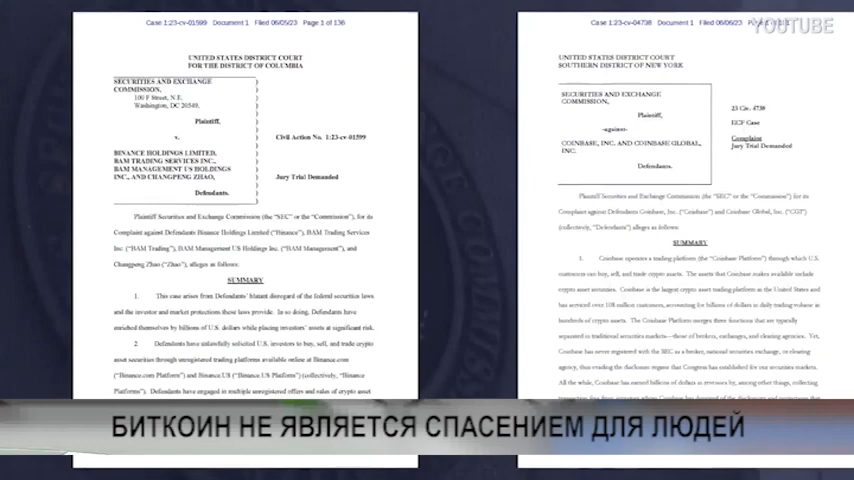 Case 1:23-cv-01599 Document 1 Filed 06/05/23 Page 1 of 136
UNITED STATES DISTRICT COURT
FOR THE DISTRICT OF COLUMBIA
SECURITIES AND EXCHANGE
COMMISSION,
100 F Street, N.E.
Washington, DC 20549,
Plaintiff,
v.
Civil Action No. 1:23-cv-01599
BINANCE HOLDINGS LIMITED,
BAM TRADING SERVICES INC.,
BAM MANAGEMENT US HOLDINGS
INC., AND CHANGPENG ZHAO,
Jury Trial Demanded
Defendants.
Plaintiff Securities and Exchange Commission (the "SEC" or the "Commission"), for its
Complaint against Defendants Binance Holdings Limited ("Binance"), BAM Trading Services
Inc. ("BAM Trading"), BAM Management US Holdings Inc. ("BAM Management"), and
Changpeng Zhao ("Zhao"), alleges as follows:
SUMMARY
1. This case arises from Defendants' blatant disregard of the federal securities laws
and the investor and market protections these laws provide. In so doing, Defendants have
enriched themselves by billions of U.S. dollars while placing investors' assets at significant risk.
2. Defendants have unlawfully solicited U.S. investors to buy, sell, and trade crypto
asset securities through unregistered trading platforms available online at Binance.com
("Binance.com Platform") and Binance.US ("Binance.US Platform") (collectively, "Binance
Platforms"). Defendants have engaged in multiple unregistered offers and sales of crypto asset
Case 1:23-cv-04738 Document 1 Filed 06/06/23 Page
YOUTUBE
UNITED STATES DISTRICT COURT
SOUTHERN DISTRICT OF NEW YORK
SECURITIES AND EXCHANGE
COMMISSION,
Plaintiff,
-against-
COINBASE, INC. AND COINBASE GLOBAL,
INC.
Defendants.
23 Civ. 4738
ECF Case
Complaint
Jury Trial Demanded
Plaintiff Securities and Exchange Commission (the "SEC" or the "Commission"), for its
Complaint against Defendants Coinbase, Inc. ("Coinbase") and Coinbase Global, Inc. ("CGI")
(collectively, "Defendants") alleges as follows:
SUMMARY
1. Coinbase operates a trading platform (the "Coinbase Platform") through which U.S.
customers can buy, sell, and trade crypto assets. The assets that Coinbase makes available include
crypto asset securities. Coinbase is the largest crypto asset trading platform in the United States and
has serviced over 108 million customers, accounting for billions of dollars in daily trading volume in
hundreds of crypto assets. The Coinbase Platform merges three functions that are typically
separated in traditional securities markets—those of brokers, exchanges, and clearing agencies. Yet,
Coinbase has never registered with the SEC as a broker, national securities exchange, or clearing
agency, thus evading the disclosure regime that Congress has established for our securities markets.
All the while, Coinbase has earned billions of dollars in revenues by, among other things, collecting
БИТКОИН НЕ ЯВЛЯЕТСЯ СПАСЕНИЕМ ДЛЯ ЛЮДЕЙ